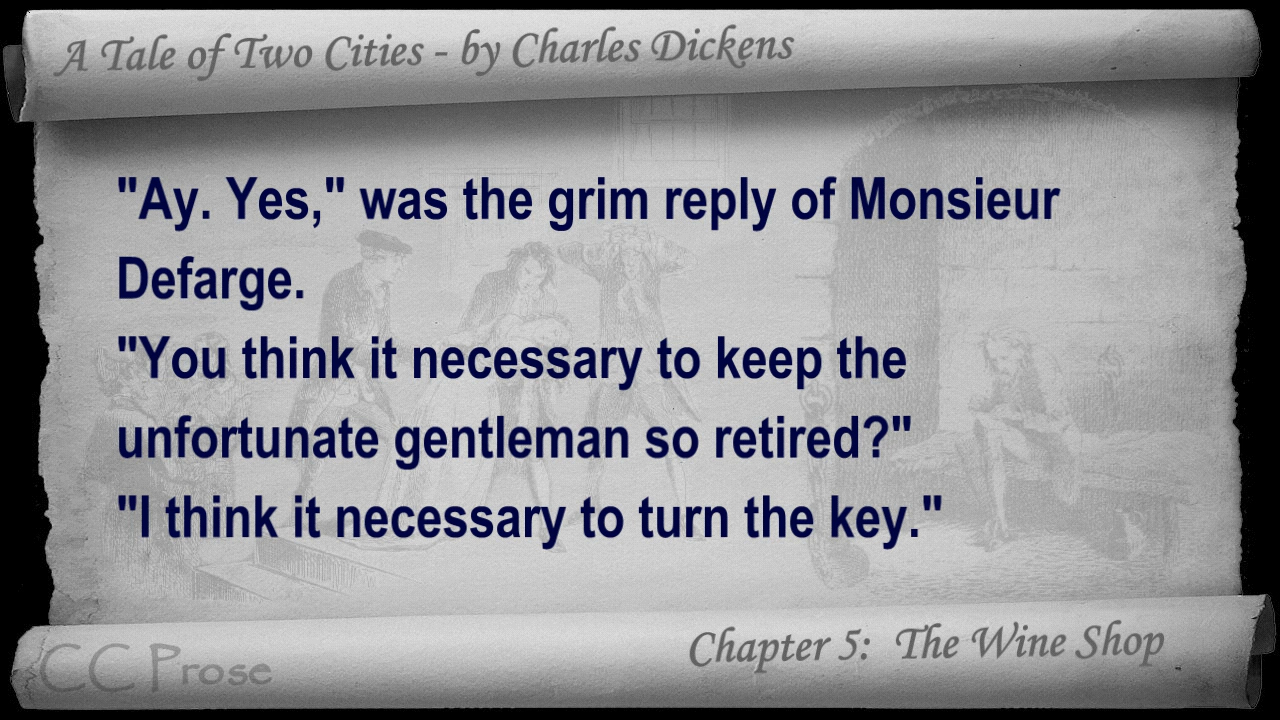 A Tale of Two Cities - by Charles Dickens
"Ay. Yes," was the grim reply of Monsieur
Defarge.
"You think it necessary to keep the
unfortunate gentleman so retired?"
"I think it necessary to turn the key."
Chapter 5: The Wine Shop
CC Prose